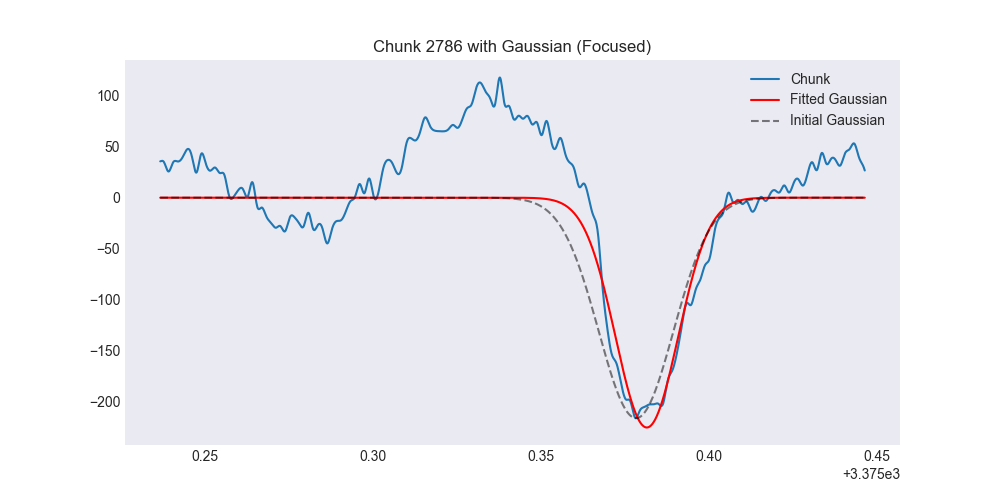 Chunk 2786 with Gaussian (Focused)
Chunk
Fitted Gaussian
Initial Gaussian
100
50
0
−50
−100
−150
−200
0.25 0.30 0.35 0.40 0.45
+3.375e3